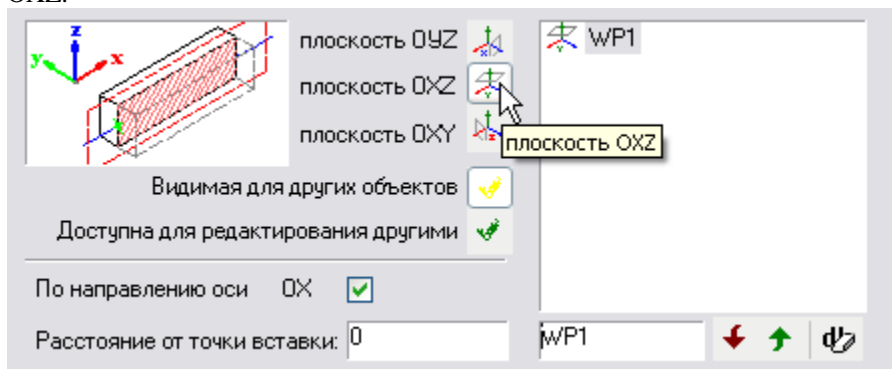 OXZ.
z
y x
плоскость OYZ
WP1
плоскость OXZ
плоскость OXY
плоскость OXZ
Видимая для других объектов
Доступна для редактирования другими
По направлению оси OX
Расстояние от точки вставки: 0
WP1